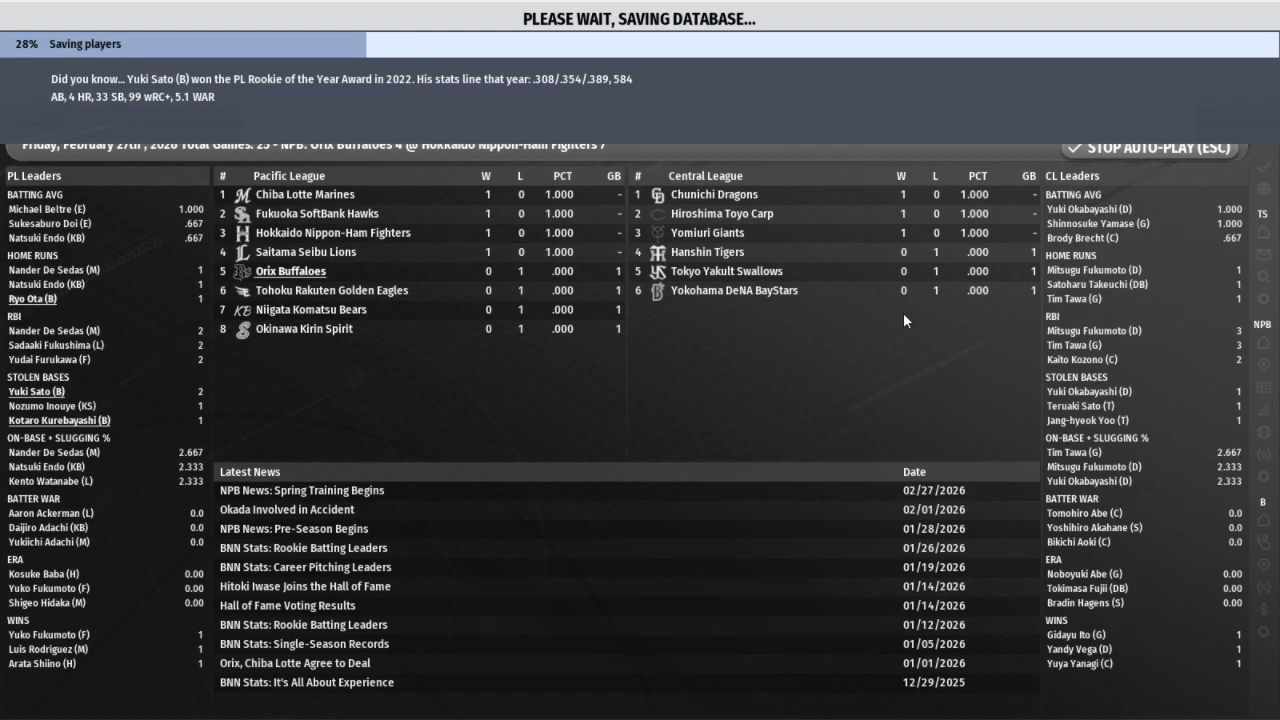 PLEASE WAIT, SAVING DATABASE...
28% Saving players
Did you know... Yuki Sato (B) won the PL Rookie of the Year Award in 2022. His stats line that year: .308/.354/.389, 584
AB, 4 HR, 33 SB, 99 wRC+, 5.1 WAR
Friday, February 27th, 2026 Total Games: 25 - NPB: Orix Buffaloes 4 @ Hokkaido Nippon-Ham Fighters 7
STOP AUTO-PLAY (ESC)
PL Leaders
BATTING AVG
Michael Beltre (E) 1.000
Sukesaburo Doi (E) .667
Natsuki Endo (KB) .667
HOME RUNS
Nander De Sedas (M) 1
Natsuki Endo (KB) 1
Ryo Ota (B) 1
RBI
Nander De Sedas (M) 2
Sadaaki Fukushima (L) 2
Yudai Furukawa (F) 2
STOLEN BASES
Yuki Sato (B) 2
Nozumo Inouye (KS) 1
Kotaro Kurebayashi (B) 1
ON-BASE + SLUGGING %
Nander De Sedas (M) 2.667
Natsuki Endo (KB) 2.333
Kento Watanabe (L) 2.333
BATTER WAR
Aaron Ackerman (L) 0.0
Daijiro Adachi (KB) 0.0
Yukiichi Adachi (M) 0.0
ERA
Kosuke Baba (H) 0.00
Yuko Fukumoto (F) 0.00
Shigeo Hidaka (M) 0.00
WINS
Yuko Fukumoto (F) 1
Luis Rodriguez (M) 1
Arata Shiino (H) 1
# Pacific League W L PCT GB
1 Chiba Lotte Marines 1 0 1.000 -
2 Fukuoka SoftBank Hawks 1 0 1.000 -
3 Hokkaido Nippon-Ham Fighters 1 0 1.000 -
4 Saitama Seibu Lions 1 0 1.000 -
5 Orix Buffaloes 0 1 .000 1
6 Tohoku Rakuten Golden Eagles 0 1 .000 1
7 Niigata Komatsu Bears 0 1 .000 1
8 Okinawa Kirin Spirit 0 1 .000 1
# Central League W L PCT GB
1 Chunichi Dragons 1 0 1.000 -
2 Hiroshima Toyo Carp 1 0 1.000 -
3 Yomiuri Giants 1 0 1.000 -
4 Hanshin Tigers 0 1 .000 1
5 Tokyo Yakult Swallows 0 1 .000 1
6 Yokohama DeNA BayStars 0 1 .000 1
Latest News Date
NPB News: Spring Training Begins 02/27/2026
Okada Involved in Accident 02/01/2026
NPB News: Pre-Season Begins 01/28/2026
BNN Stats: Rookie Batting Leaders 01/26/2026
BNN Stats: Career Pitching Leaders 01/19/2026
Hitoki Iwase Joins the Hall of Fame 01/14/2026
Hall of Fame Voting Results 01/14/2026
BNN Stats: Rookie Batting Leaders 01/12/2026
BNN Stats: Single-Season Records 01/05/2026
Orix, Chiba Lotte Agree to Deal 01/01/2026
BNN Stats: It's All About Experience 12/29/2025
CL Leaders
BATTING AVG
Yuki Okabayashi (D) 1.000
Shinnosuke Yamase (G) 1.000
Brody Brecht (C) .667
HOME RUNS
Mitsugu Fukumoto (D) 1
Satoharu Takeuchi (DB) 1
Tim Tawa (G) 1
RBI
Mitsugu Fukumoto (D) 3
Tim Tawa (G) 3
Kaito Kozono (C) 2
STOLEN BASES
Yuki Okabayashi (D) 1
Teruaki Sato (T) 1
Jang-hyeok Yoo (T) 1
ON-BASE + SLUGGING %
Tim Tawa (G) 2.667
Mitsugu Fukumoto (D) 2.333
Yuki Okabayashi (D) 2.333
BATTER WAR
Tomohiro Abe (C) 0.0
Yoshihiro Akahane (S) 0.0
Bikichi Aoki (C) 0.0
ERA
Noboyuki Abe (G) 0.00
Tokimasa Fujii (DB) 0.00
Bradin Hagens (S) 0.00
WINS
Gidayu Ito (G) 1
Yandy Vega (D) 1
Yuya Yanagi (C) 1
TS
NPB
B